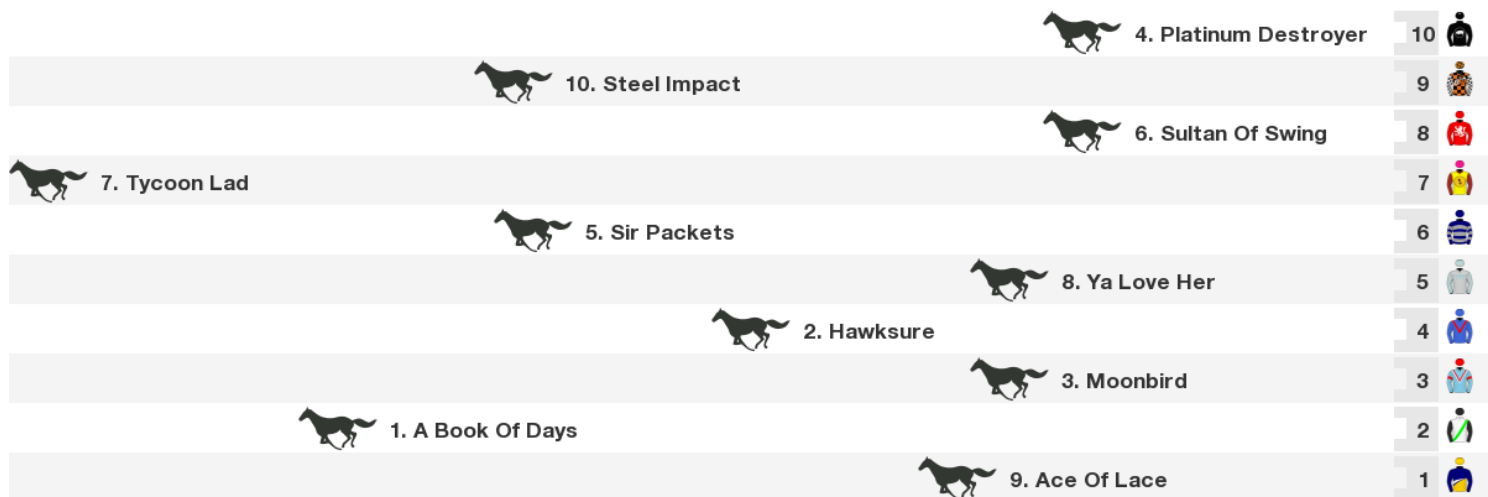 4. Platinum Destroyer 10
10. Steel Impact 9
6. Sultan Of Swing 8
7. Tycoon Lad 7
5. Sir Packets 6
8. Ya Love Her 5
2. Hawksure 4
3. Moonbird 3
1. A Book Of Days 2
9. Ace Of Lace 1